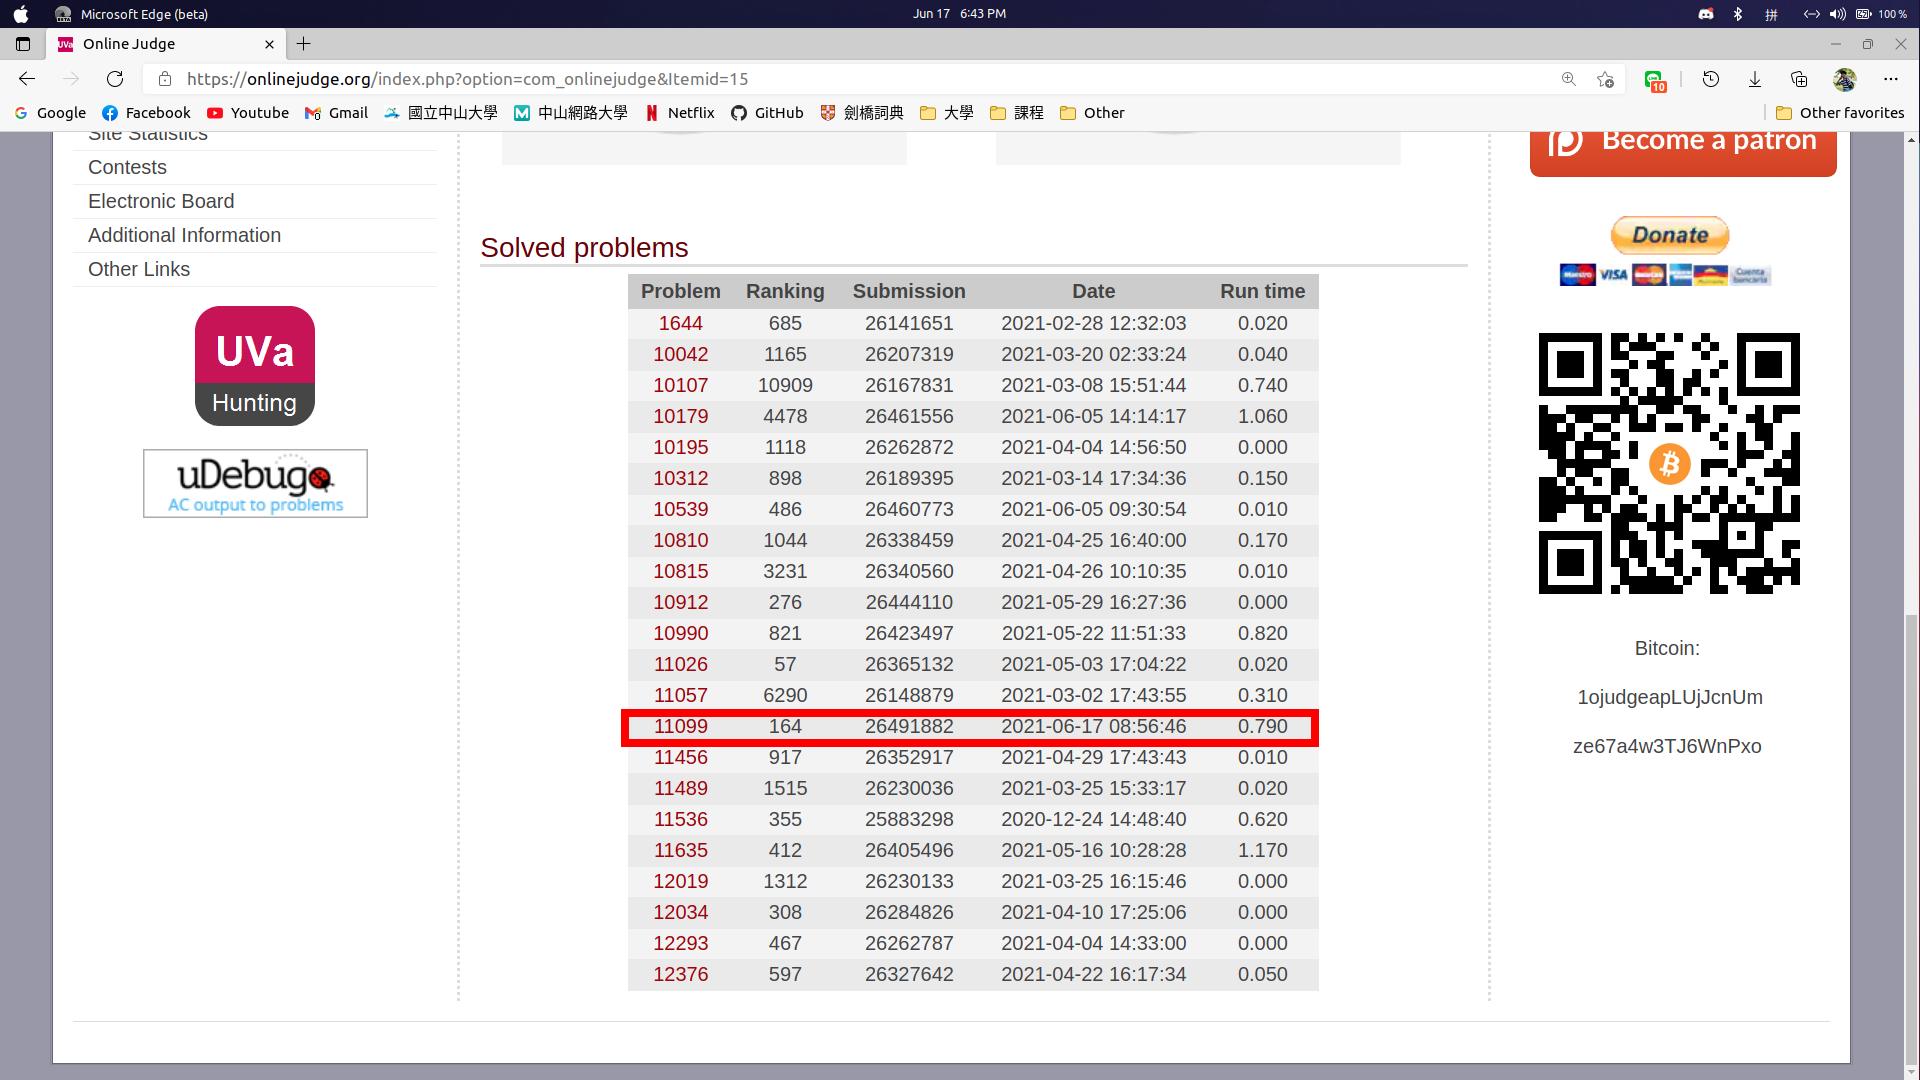 Microsoft Edge (beta)
Jun 17 6:43 PM
拼
100 %
UVa Online Judge
https://onlinejudge.org/index.php?option=com_onlinejudge&Itemid=15
10
Google
Facebook
Youtube
Gmail
國立中山大學
中山網路大學
Netflix
GitHub
劍橋詞典
大學
課程
Other
Other favorites
Site Statistics
Contests
Electronic Board
Additional Information
Other Links
UVa
Hunting
uDebug
AC output to problems
Solved problems
Problem Ranking Submission Date Run time
1644 685 26141651 2021-02-28 12:32:03 0.020
10042 1165 26207319 2021-03-20 02:33:24 0.040
10107 10909 26167831 2021-03-08 15:51:44 0.740
10179 4478 26461556 2021-06-05 14:14:17 1.060
10195 1118 26262872 2021-04-04 14:56:50 0.000
10312 898 26189395 2021-03-14 17:34:36 0.150
10539 486 26460773 2021-06-05 09:30:54 0.010
10810 1044 26338459 2021-04-25 16:40:00 0.170
10815 3231 26340560 2021-04-26 10:10:35 0.010
10912 276 26444110 2021-05-29 16:27:36 0.000
10990 821 26423497 2021-05-22 11:51:33 0.820
11026 57 26365132 2021-05-03 17:04:22 0.020
11057 6290 26148879 2021-03-02 17:43:55 0.310
11099 164 26491882 2021-06-17 08:56:46 0.790
11456 917 26352917 2021-04-29 17:43:43 0.010
11489 1515 26230036 2021-03-25 15:33:17 0.020
11536 355 25883298 2020-12-24 14:48:40 0.620
11635 412 26405496 2021-05-16 10:28:28 1.170
12019 1312 26230133 2021-03-25 16:15:46 0.000
12034 308 26284826 2021-04-10 17:25:06 0.000
12293 467 26262787 2021-04-04 14:33:00 0.000
12376 597 26327642 2021-04-22 16:17:34 0.050
Become a patron
Donate
VISA
Cuenta
bancaria
Bitcoin:
1ojudgeapLUjJcnUm
ze67a4w3TJ6WnPxo